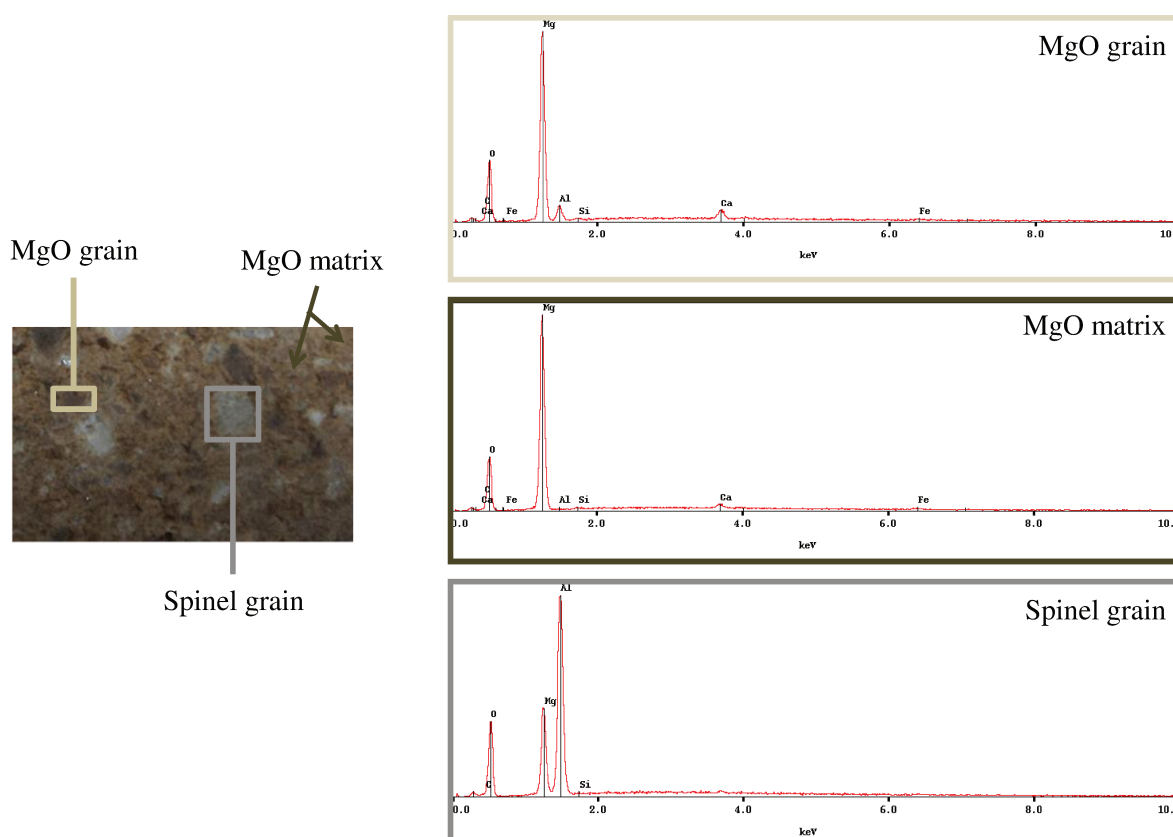 MgO grain
MgO matrix
Spinel grain
MgO grain
Mg
O
Al
C
Ca
Fe
Si
Ca
Fe
0.0 2.0 4.0 6.0 8.0 10.
keV
MgO matrix
Mg
O
C
Ca
Fe
Al
Si
Ca
Fe
0.0 2.0 4.0 6.0 8.0 10.
keV
Spinel grain
Al
Mg
O
C
Si
0.0 2.0 4.0 6.0 8.0 10.
keV